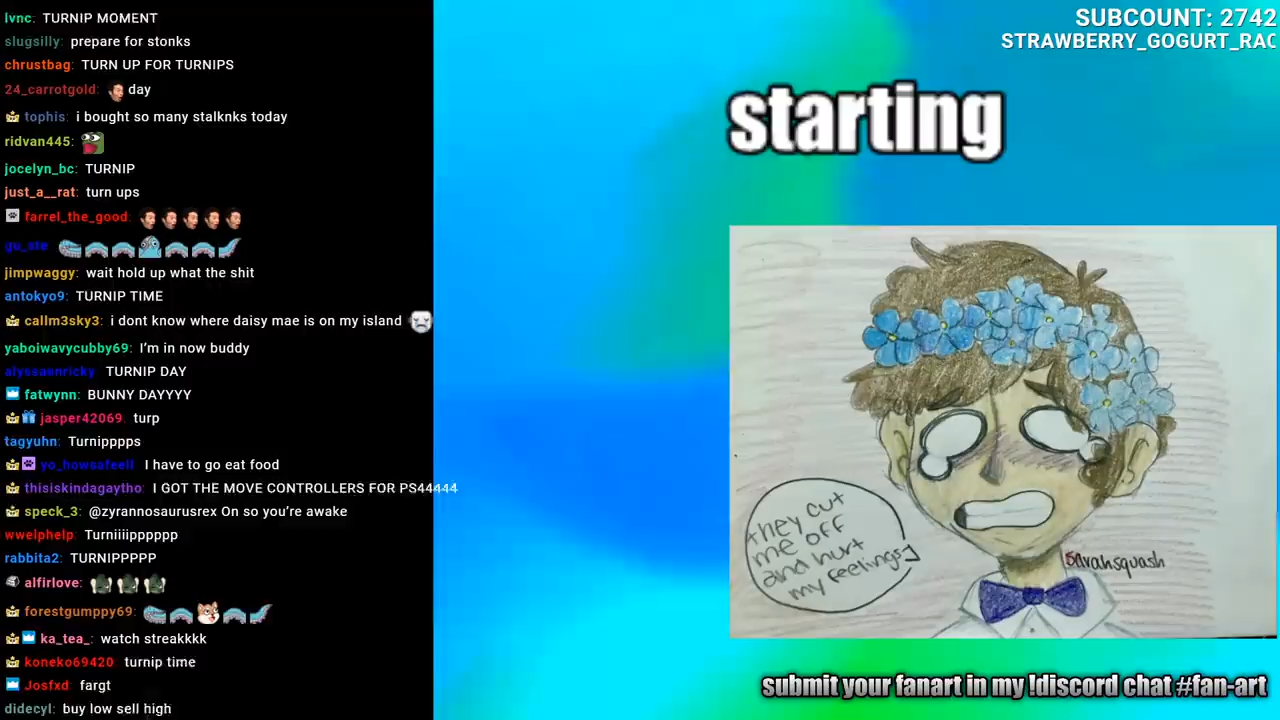 lvnc: TURNIP MOMENT
slugsilly: prepare for stonks
chrustbag: TURN UP FOR TURNIPS
24_carrotgold: day
tophis: i bought so many stalknks today
ridvan445:
jocelyn_bc: TURNIP
just_a__rat: turn ups
farrel_the_good:
gu_ste:
jimpwaggy: wait hold up what the shit
antokyo9: TURNIP TIME
callm3sky3: i dont know where daisy mae is on my island
yaboiwavycubby69: I'm in now buddy
alyssaenricky: TURNIP DAY
fatwynn: BUNNY DAYYYY
jasper42069: turp
tagyuhn: Turnipppps
yo_howsafeell: I have to go eat food
thisiskindagaytho: I GOT THE MOVE CONTROLLERS FOR PS44444
speck_3: @zyrannosaurusrex On so you're awake
wwelphelp: Turniiiipppppp
rabbita2: TURNIPPPPP
alfirlove:
forestgumppy69:
ka_tea_: watch streakkkk
koneko69420: turnip time
Josfxd: fargt
didecyl: buy low sell high
SUBCOUNT: 2742
STRAWBERRY_GOGURT_RAC
starting
they cut
me off
and hurt
my feelings
sarahsquash
submit your fanart in my !discord chat #fan-art